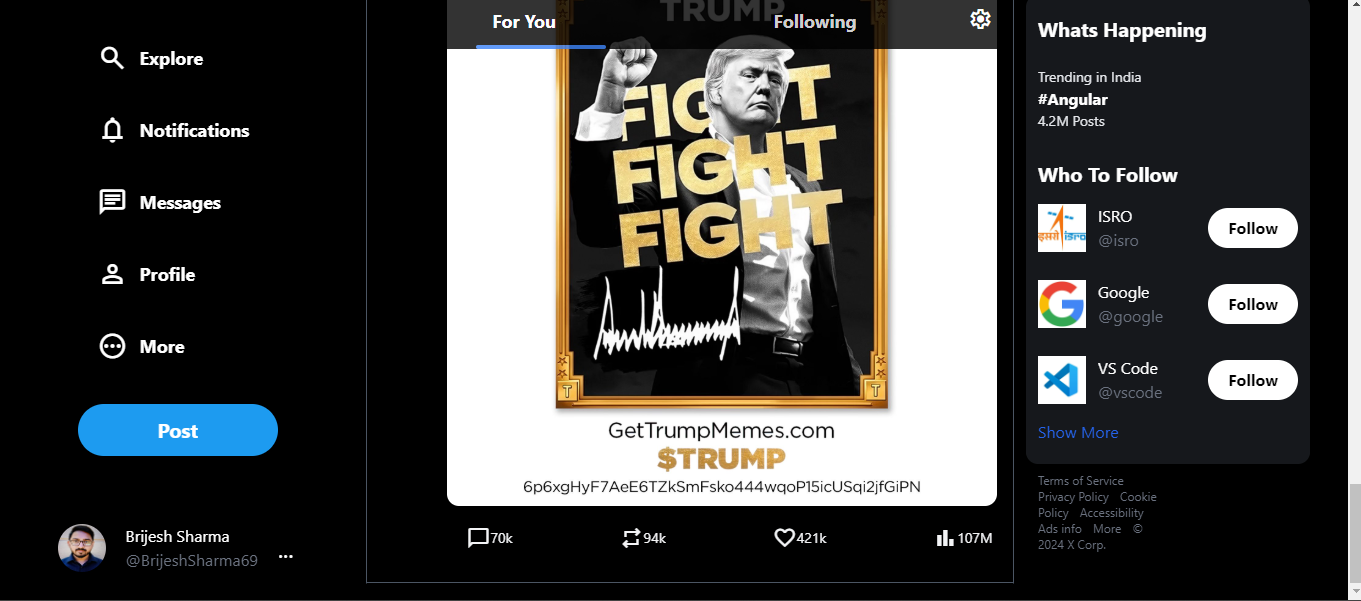 Explore
Notifications
Messages
Profile
More
Post
Brijesh Sharma
@BrijeshSharma69
For You
Following
TRUMP
FIGHT
FIGHT
FIGHT
T
T
GetTrumpMemes.com
$TRUMP
6p6xgHyF7AeE6TZkSmFsko444wqoP15icUSqi2jfGiPN
70k
94k
421k
107M
Whats Happening
Trending in India
#Angular
4.2M Posts
Who To Follow
इसरो isro
ISRO
@isro
Follow
Google
@google
Follow
VS Code
@vscode
Follow
Show More
Terms of Service
Privacy Policy Cookie
Policy Accessibility
Ads info More ©
2024 X Corp.